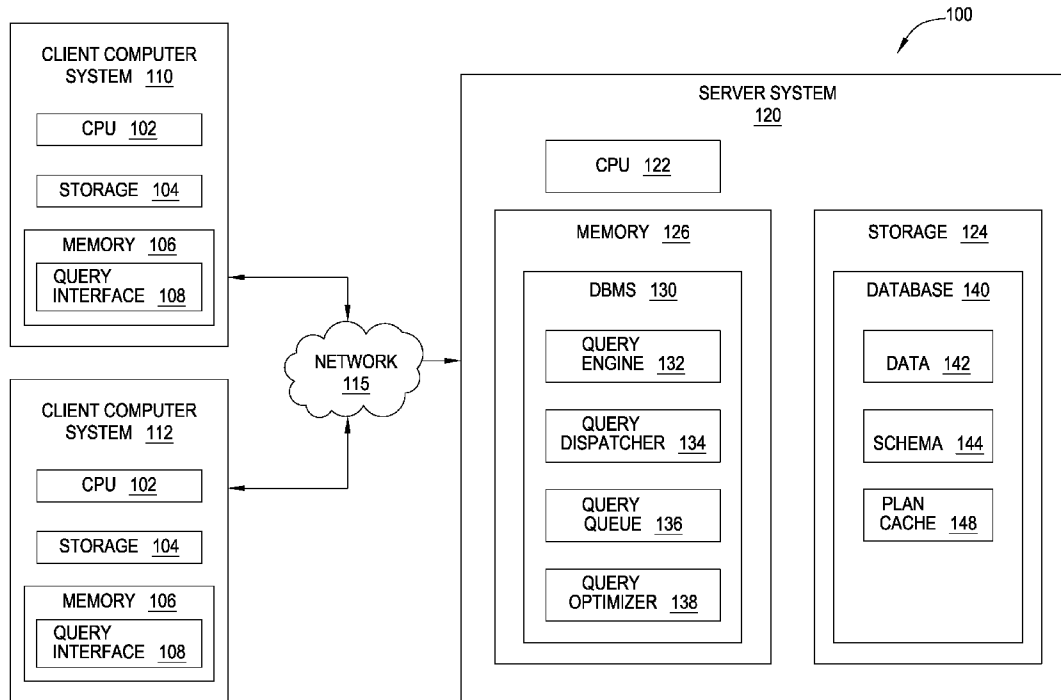 100
CLIENT COMPUTER
SYSTEM 110
CPU 102
STORAGE 104
MEMORY 106
QUERY
INTERFACE 108
CLIENT COMPUTER
SYSTEM 112
CPU 102
STORAGE 104
MEMORY 106
QUERY
INTERFACE 108
NETWORK
115
SERVER SYSTEM
120
CPU 122
MEMORY 126
DBMS 130
QUERY
ENGINE 132
QUERY
DISPATCHER 134
QUERY
QUEUE 136
QUERY
OPTIMIZER 138
STORAGE 124
DATABASE 140
DATA 142
SCHEMA 144
PLAN
CACHE 148